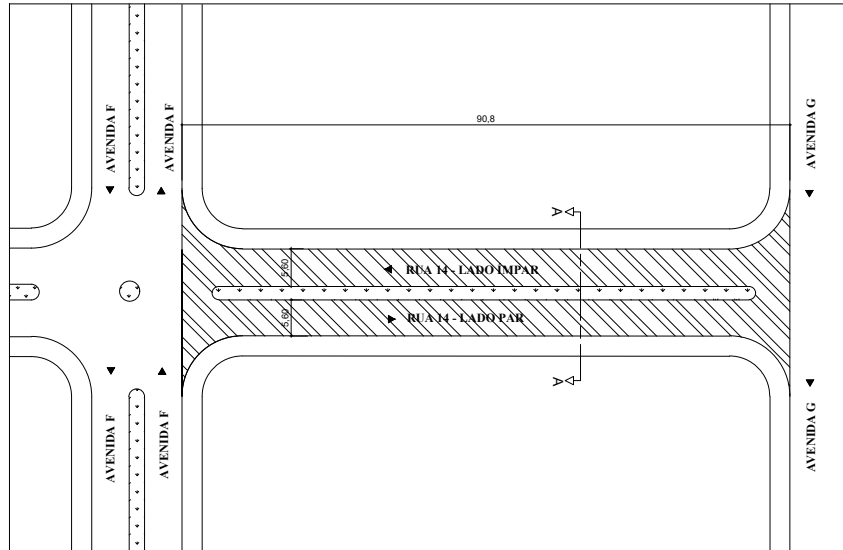 90,8
AVENIDA F
AVENIDA F
AVENIDA G
A
5,60
RUA 14 - LADO ÍMPAR
5,60
RUA 14 - LADO PAR
A
AVENIDA F
AVENIDA F
AVENIDA G